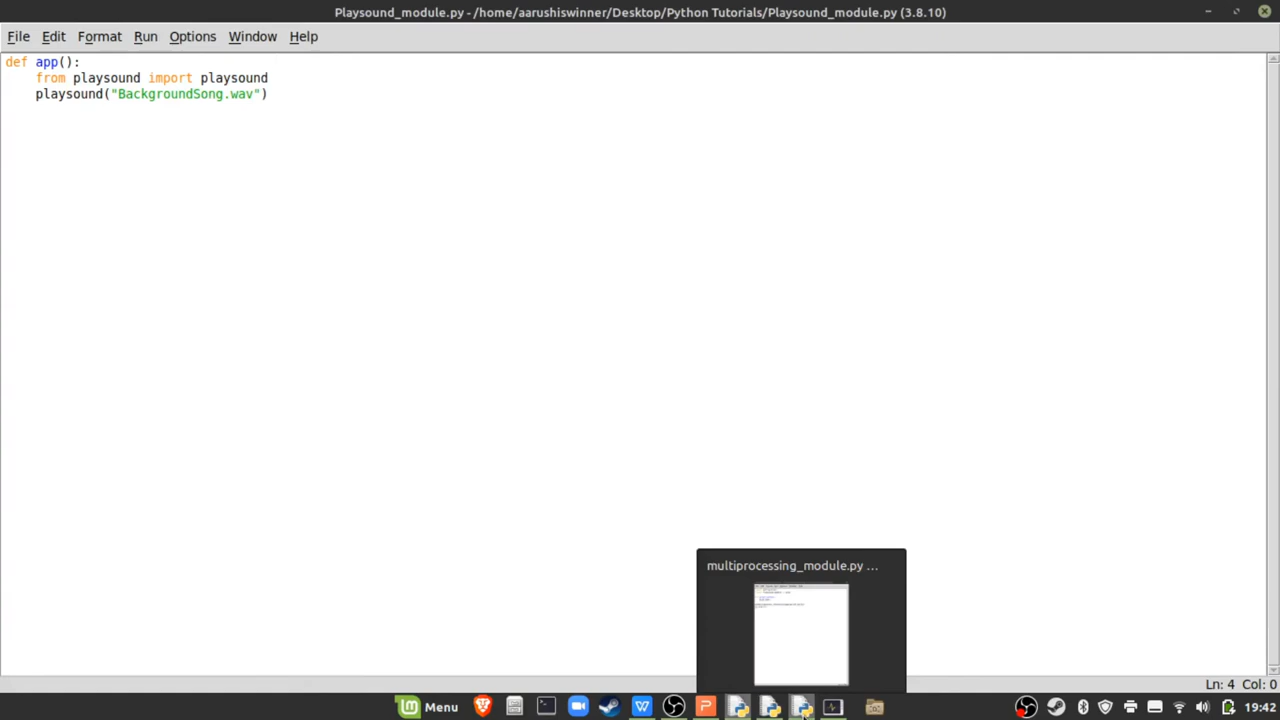 Playsound_module.py - /home/aarushiswinner/Desktop/Python Tutorials/Playsound_module.py (3.8.10)
File Edit Format Run Options Window Help
def app():
    from playsound import playsound
    playsound("BackgroundSong.wav")
multiprocessing_module.py ...
Ln: 4 Col: 0
Menu
19:42